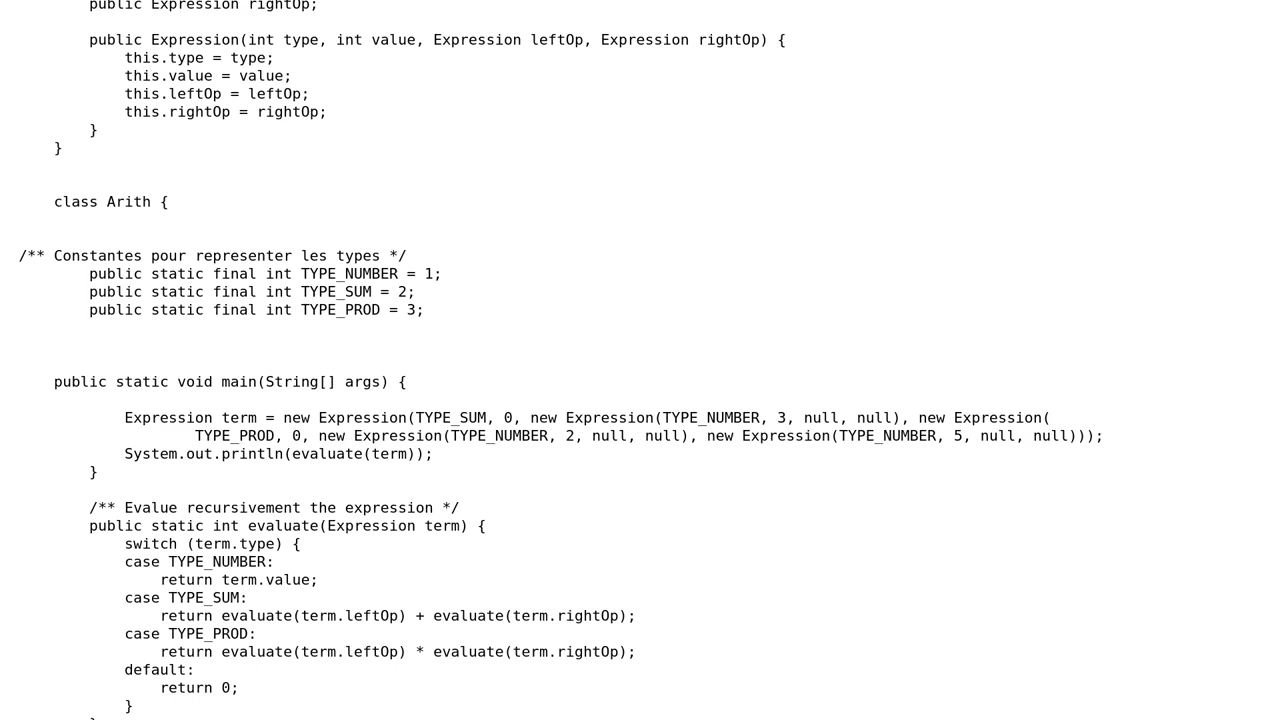 public Expression rightOp;
public Expression(int type, int value, Expression leftOp, Expression rightOp) {
this.type = type;
this.value = value;
this.leftOp = leftOp;
this.rightOp = rightOp;
}
}
class Arith {
/** Constantes pour representer les types */
public static final int TYPE_NUMBER = 1;
public static final int TYPE_SUM = 2;
public static final int TYPE_PROD = 3;
public static void main(String[] args) {
Expression term = new Expression(TYPE_SUM, 0, new Expression(TYPE_NUMBER, 3, null, null), new Expression(
TYPE_PROD, 0, new Expression(TYPE_NUMBER, 2, null, null), new Expression(TYPE_NUMBER, 5, null, null)));
System.out.println(evaluate(term));
}
/** Evalue recursivement the expression */
public static int evaluate(Expression term) {
switch (term.type) {
case TYPE_NUMBER:
return term.value;
case TYPE_SUM:
return evaluate(term.leftOp) + evaluate(term.rightOp);
case TYPE_PROD:
return evaluate(term.leftOp) * evaluate(term.rightOp);
default:
return 0;
}